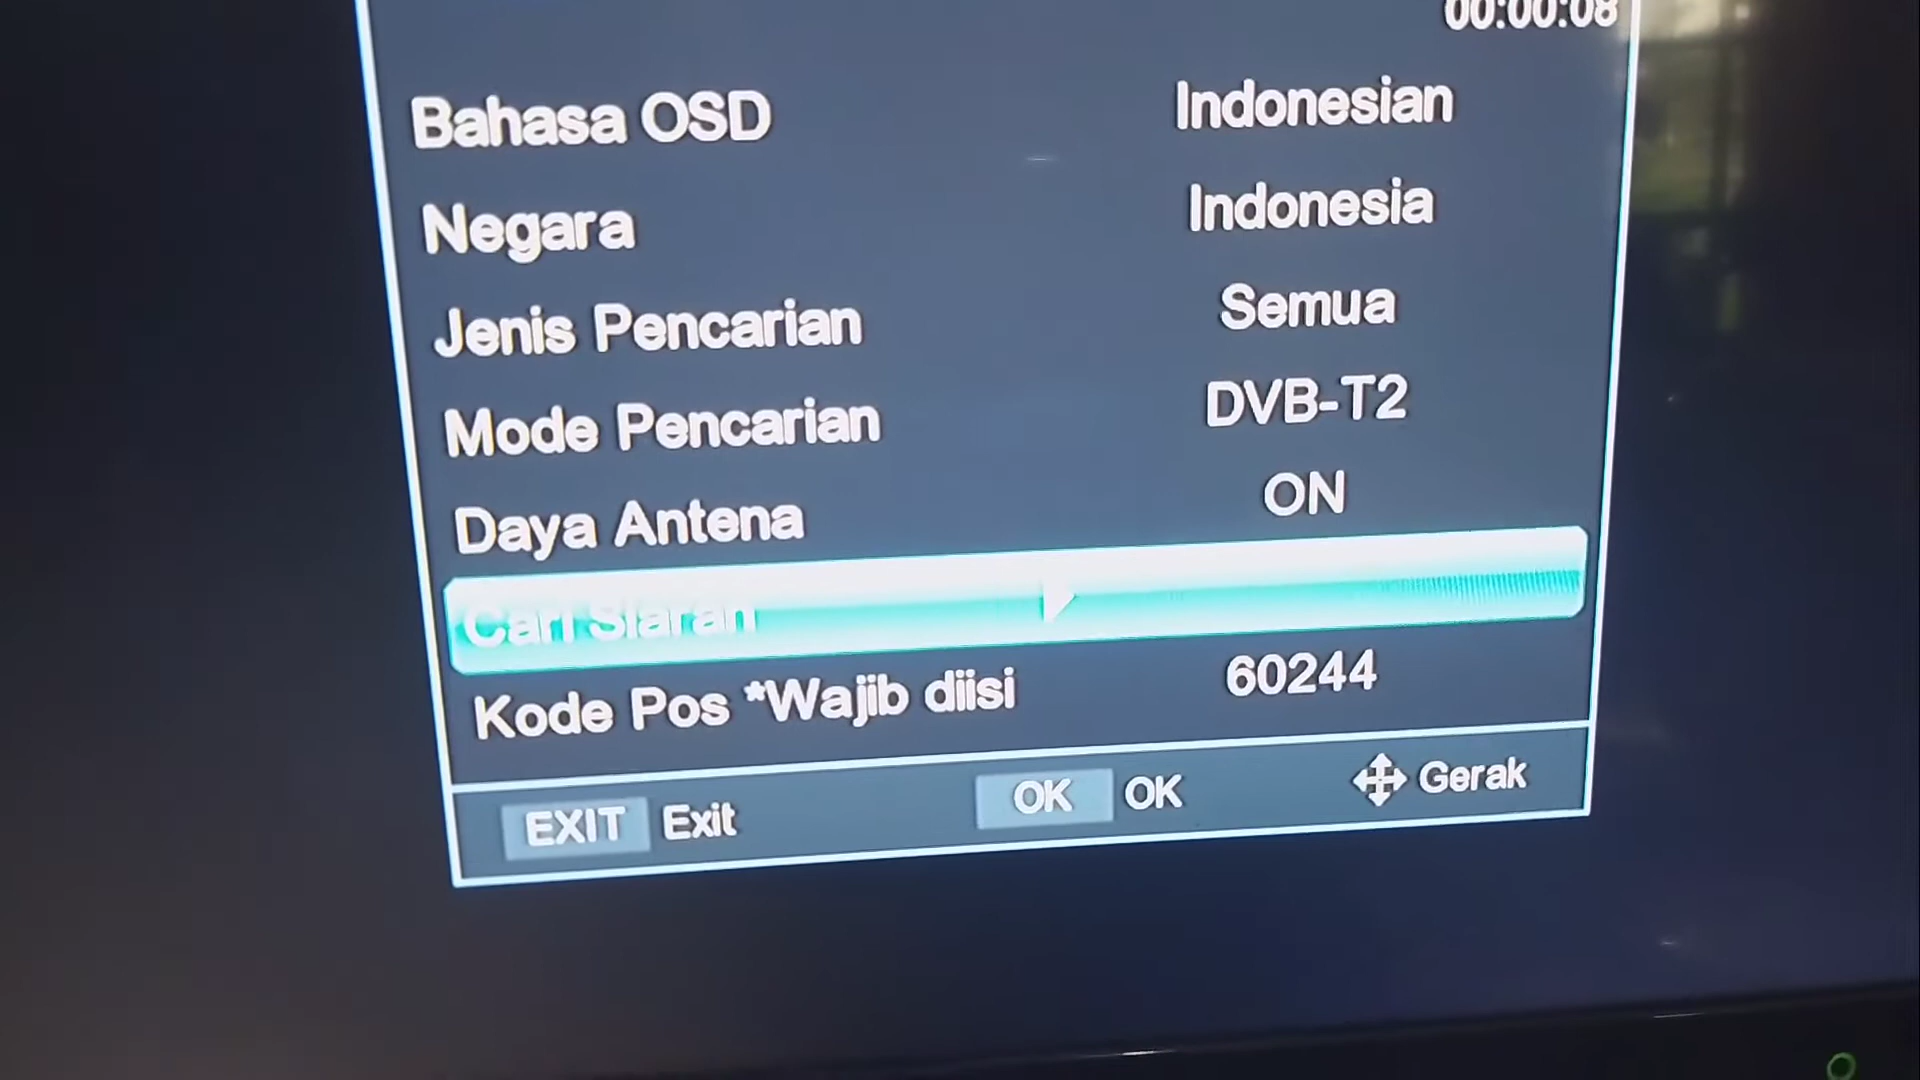 00:00:08
Bahasa OSD Indonesian
Negara Indonesia
Jenis Pencarian Semua
Mode Pencarian DVB-T2
Daya Antena ON
Cari Siaran
Kode Pos *Wajib diisi 60244
EXIT Exit OK OK Gerak